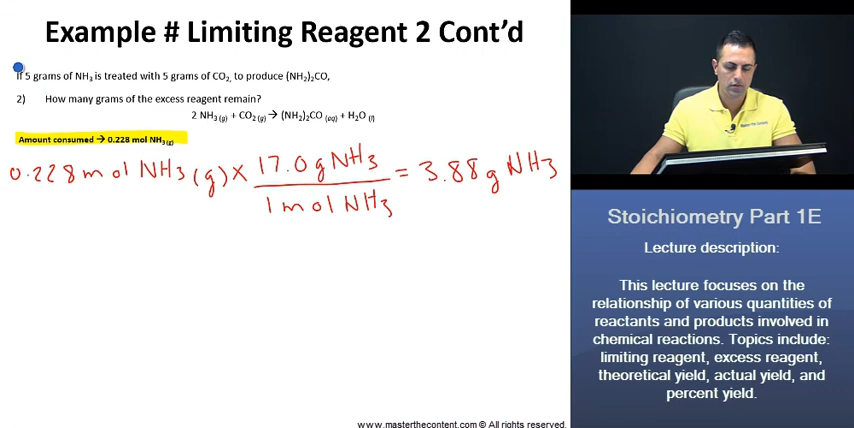 Example # Limiting Reagent 2 Cont’d
If 5 grams of NH3 is treated with 5 grams of CO2, to produce (NH2)2CO,
2) How many grams of the excess reagent remain?
2 NH3 (g) + CO2 (g) → (NH2)2CO (aq) + H2O (l)
Amount consumed → 0.228 mol NH3 (g)
0.228 mol NH3 (g) × 17.0 g NH3 / 1 mol NH3 = 3.88 g NH3
Stoichiometry Part 1E
Lecture description:
This lecture focuses on the
relationship of various quantities of
reactants and products involved in
chemical reactions. Topics include:
limiting reagent, excess reagent,
theoretical yield, actual yield, and
percent yield.
www.masterthecontent.com © All rights reserved.